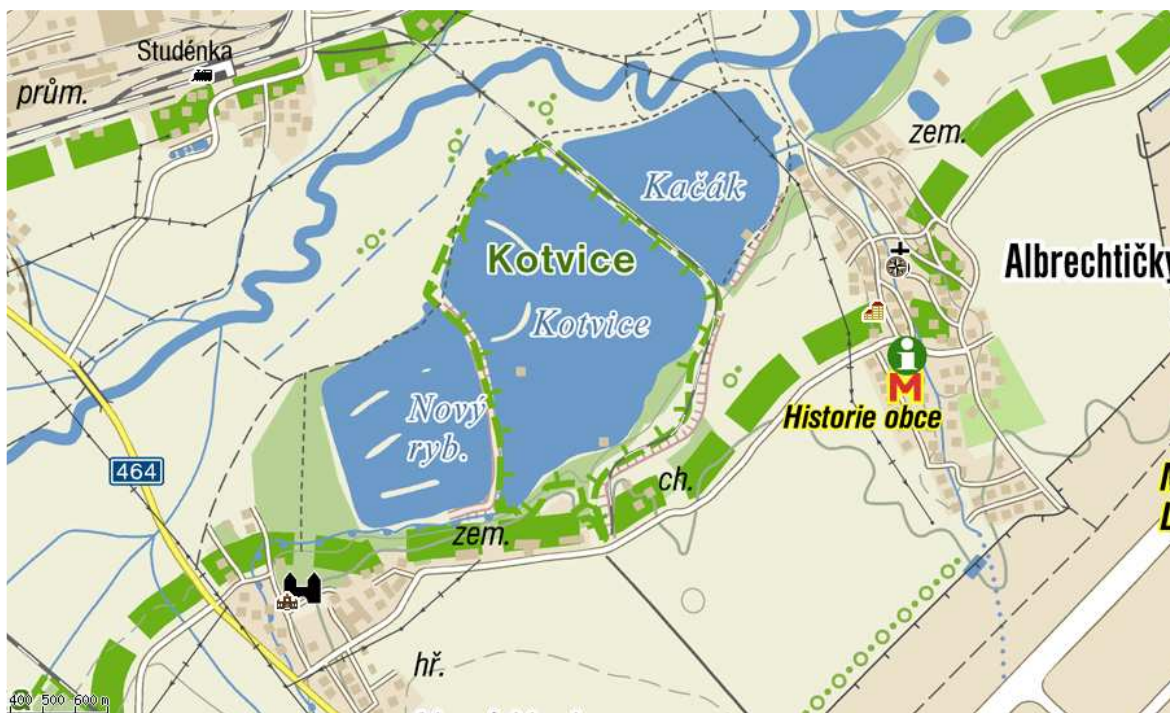 Studénka
prům.
zem.
Kačák
Kotvice
Albrechtičky
Kotvice
M
Nový
ryb.
Historie obce
464
ch.
zem.
hř.
400 500 600 m